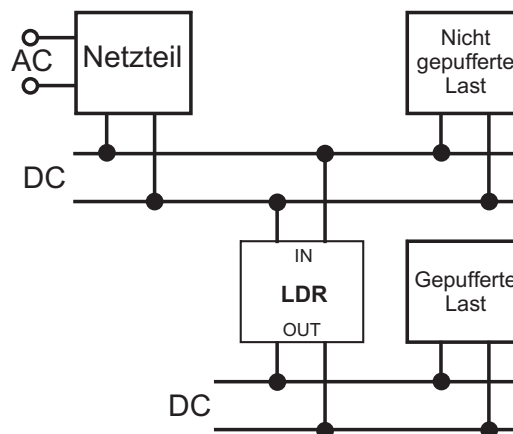 AC
Netzteil
Nicht
gepufferte
Last
DC
IN
LDR
OUT
Gepufferte
Last
DC